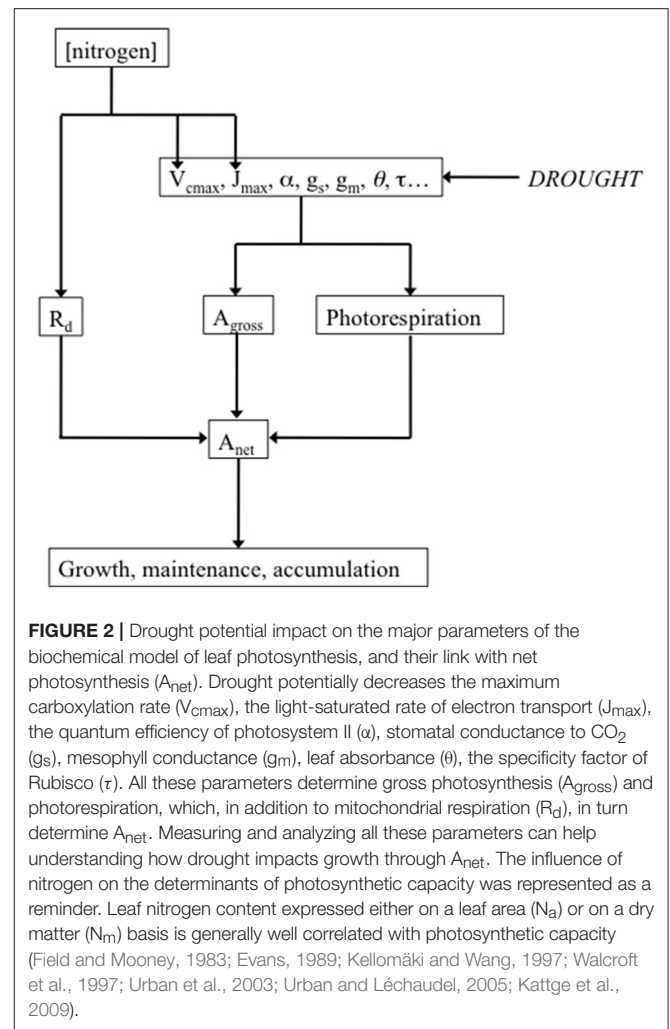 [nitrogen]
Vcmax, Jmax, α, gs, gm, θ, τ...
DROUGHT
Rd
Agross
Photorespiration
Anet
Growth, maintenance, accumulation
FIGURE 2 | Drought potential impact on the major parameters of the
biochemical model of leaf photosynthesis, and their link with net
photosynthesis (Anet). Drought potentially decreases the maximum
carboxylation rate (Vcmax), the light-saturated rate of electron transport (Jmax),
the quantum efficiency of photosystem II (α), stomatal conductance to CO2
(gs), mesophyll conductance (gm), leaf absorbance (θ), the specificity factor of
Rubisco (τ). All these parameters determine gross photosynthesis (Agross) and
photorespiration, which, in addition to mitochondrial respiration (Rd), in turn
determine Anet. Measuring and analyzing all these parameters can help
understanding how drought impacts growth through Anet. The influence of
nitrogen on the determinants of photosynthetic capacity was represented as a
reminder. Leaf nitrogen content expressed either on a leaf area (Na) or on a dry
matter (Nm) basis is generally well correlated with photosynthetic capacity
(Field and Mooney, 1983; Evans, 1989; Kellomäki and Wang, 1997; Walcroft
et al., 1997; Urban et al., 2003; Urban and Léchaudel, 2005; Kattge et al.,
2009).